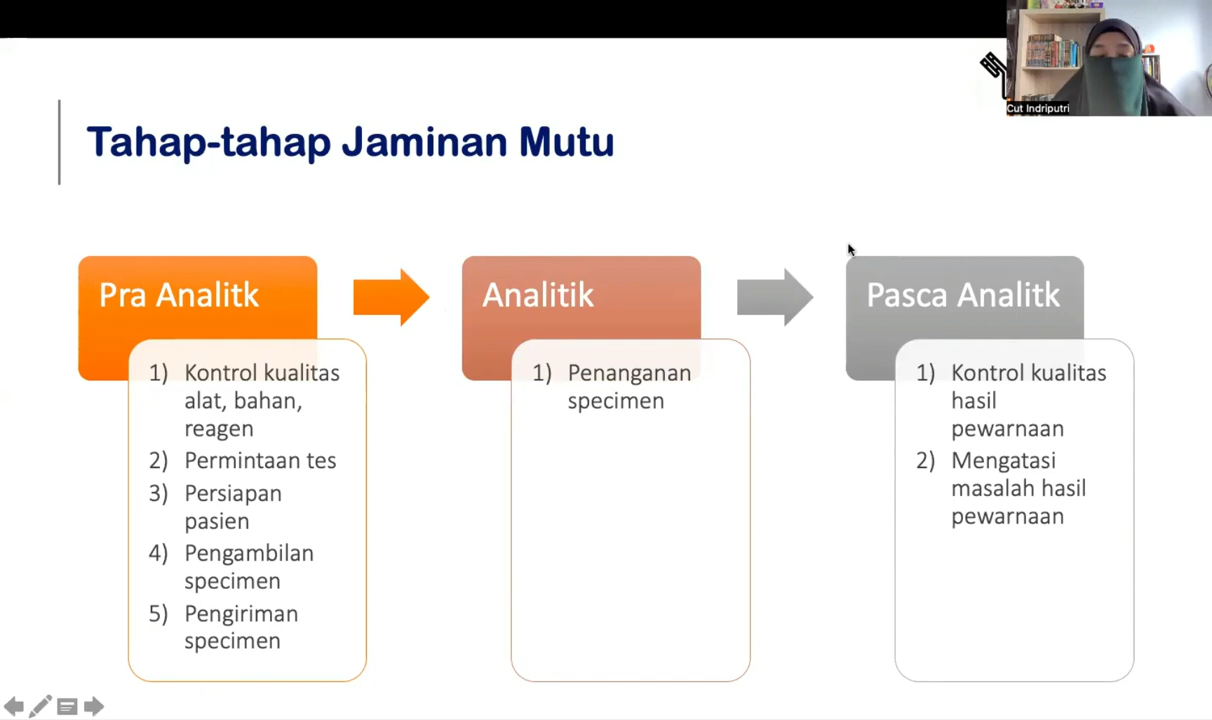 Cut Indriputri
Tahap-tahap Jaminan Mutu
Pra Analitk
1) Kontrol kualitas
alat, bahan,
reagen
2) Permintaan tes
3) Persiapan
pasien
4) Pengambilan
specimen
5) Pengiriman
specimen
Analitik
1) Penanganan
specimen
Pasca Analitk
1) Kontrol kualitas
hasil
pewarnaan
2) Mengatasi
masalah hasil
pewarnaan